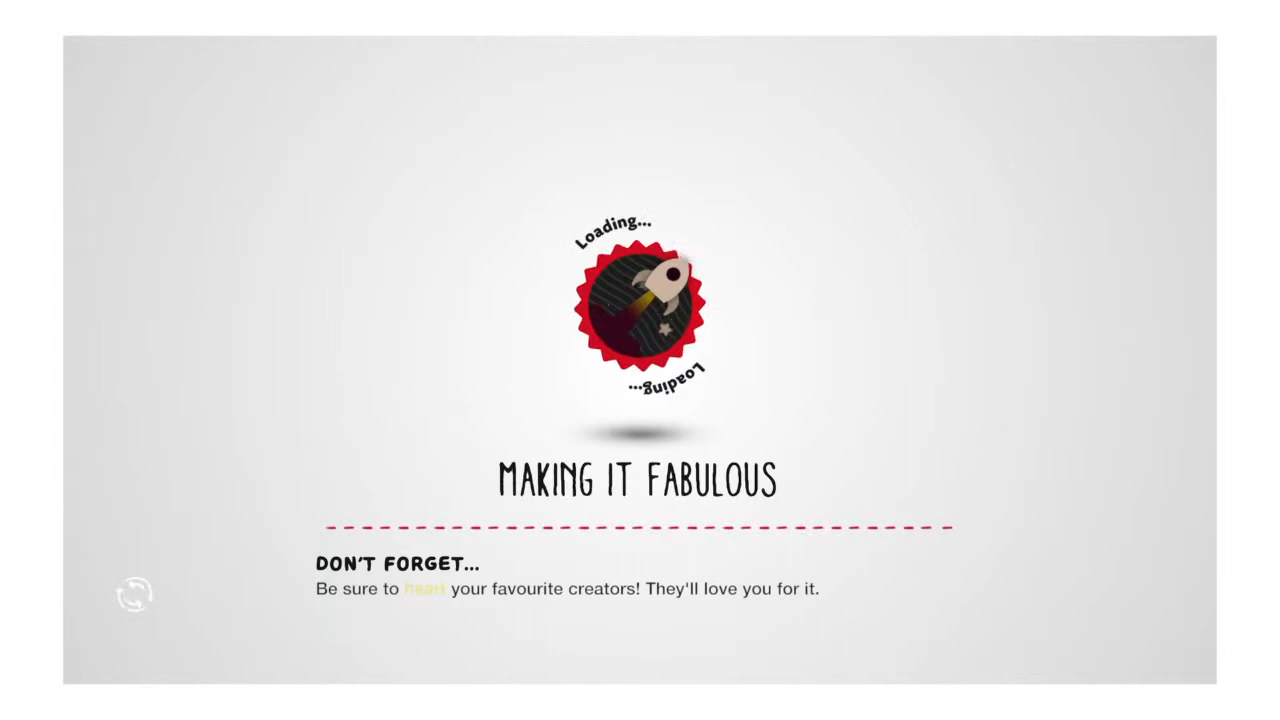 Loading...
Loading...
MAKING IT FABULOUS
DON'T FORGET...
Be sure to heart your favourite creators! They'll love you for it.